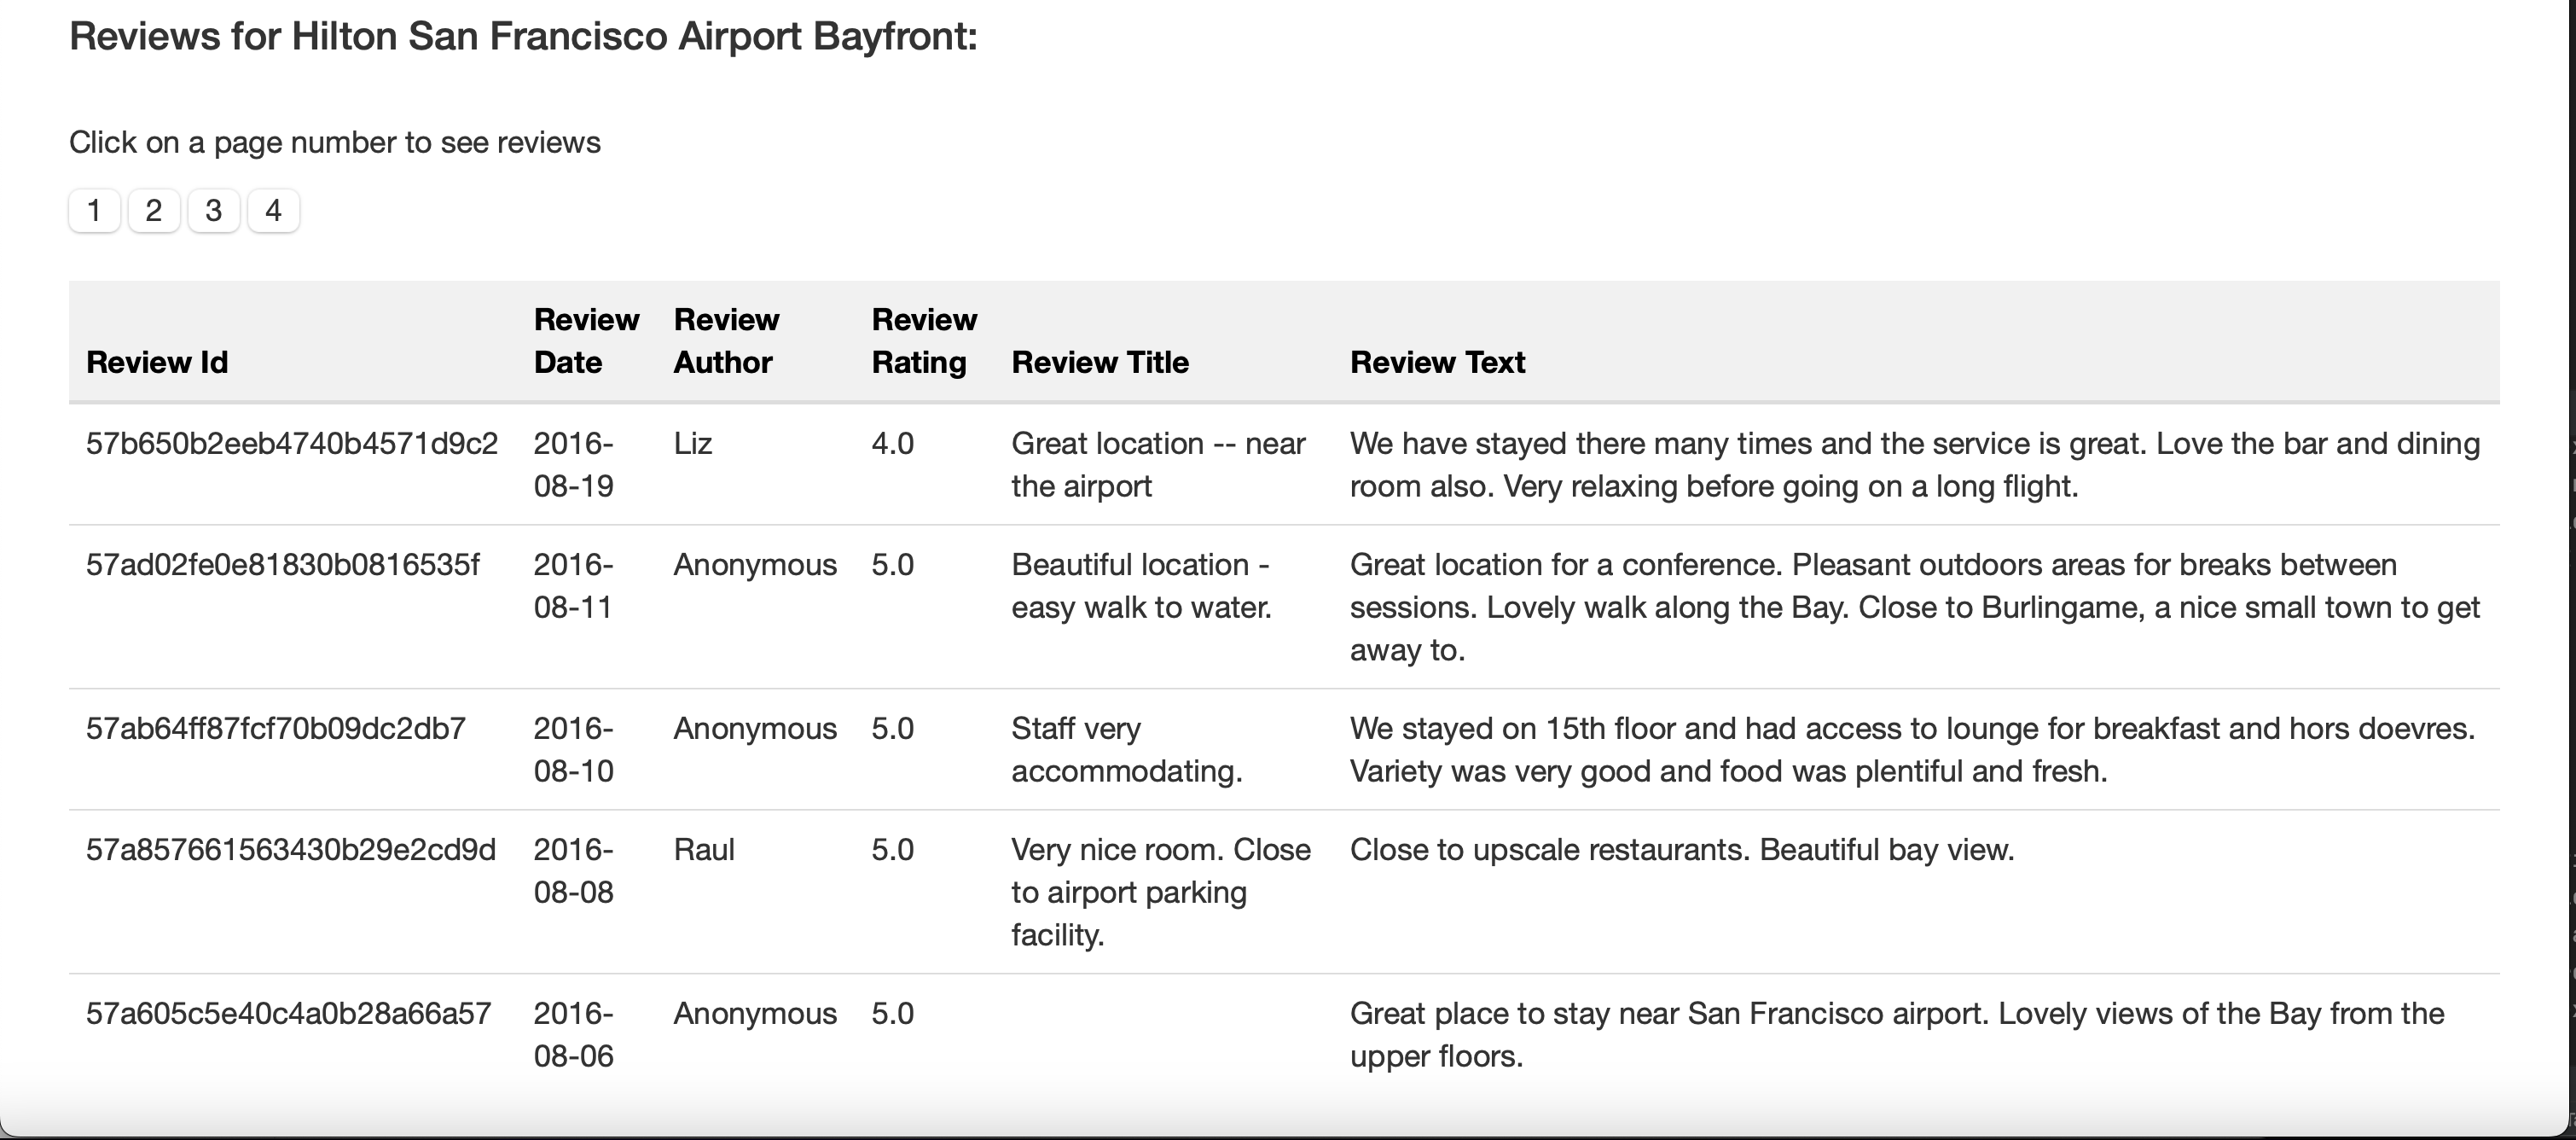 Reviews for Hilton San Francisco Airport Bayfront:
Click on a page number to see reviews
1 2 3 4
Review Id
Review
Date
Review
Author
Review
Rating
Review Title
Review Text
57b650b2eeb4740b4571d9c2
2016-
08-19
Liz
4.0
Great location -- near
the airport
We have stayed there many times and the service is great. Love the bar and dining
room also. Very relaxing before going on a long flight.
57ad02fe0e81830b0816535f
2016-
08-11
Anonymous
5.0
Beautiful location -
easy walk to water.
Great location for a conference. Pleasant outdoors areas for breaks between
sessions. Lovely walk along the Bay. Close to Burlingame, a nice small town to get
away to.
57ab64ff87fcf70b09dc2db7
2016-
08-10
Anonymous
5.0
Staff very
accommodating.
We stayed on 15th floor and had access to lounge for breakfast and hors doevres.
Variety was very good and food was plentiful and fresh.
57a857661563430b29e2cd9d
2016-
08-08
Raul
5.0
Very nice room. Close
to airport parking
facility.
Close to upscale restaurants. Beautiful bay view.
57a605c5e40c4a0b28a66a57
2016-
08-06
Anonymous
5.0
Great place to stay near San Francisco airport. Lovely views of the Bay from the
upper floors.